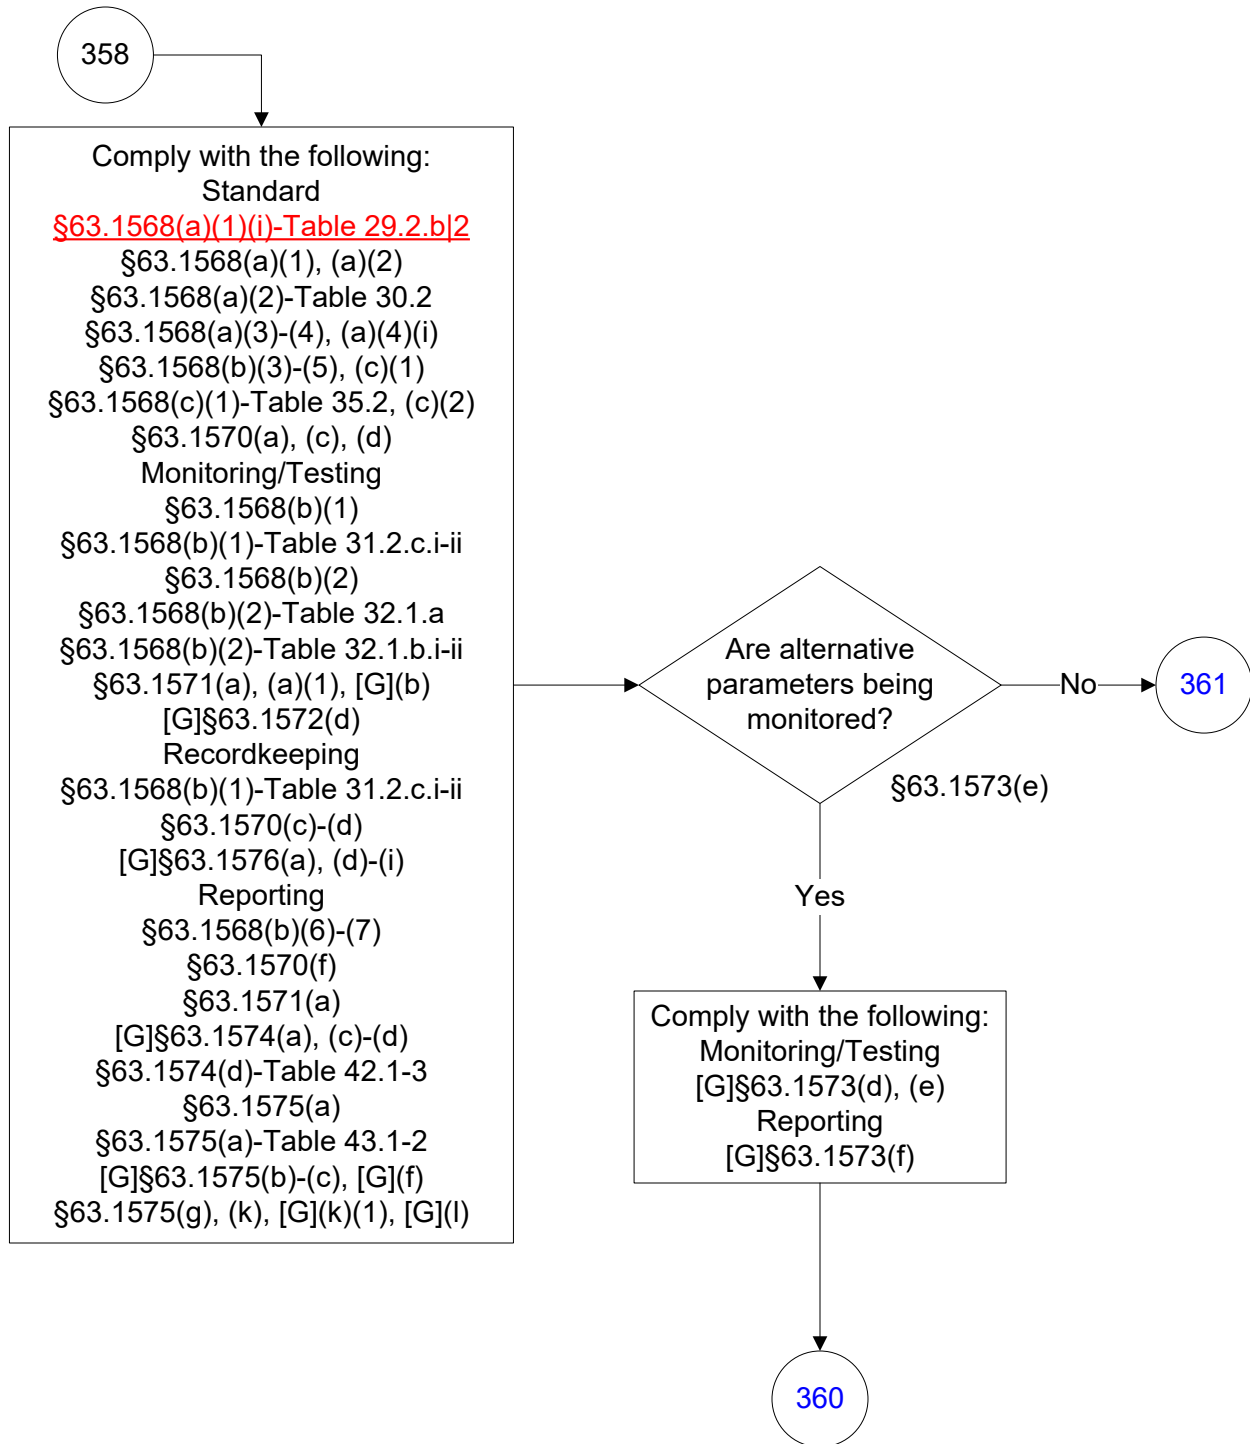 358
Comply with the following:
Standard
§63.1568(a)(1)(i)-Table 29.2.b|2
§63.1568(a)(1), (a)(2)
§63.1568(a)(2)-Table 30.2
§63.1568(a)(3)-(4), (a)(4)(i)
§63.1568(b)(3)-(5), (c)(1)
§63.1568(c)(1)-Table 35.2, (c)(2)
§63.1570(a), (c), (d)
Monitoring/Testing
§63.1568(b)(1)
§63.1568(b)(1)-Table 31.2.c.i-ii
§63.1568(b)(2)
§63.1568(b)(2)-Table 32.1.a
§63.1568(b)(2)-Table 32.1.b.i-ii
§63.1571(a), (a)(1), [G](b)
[G]§63.1572(d)
Recordkeeping
§63.1568(b)(1)-Table 31.2.c.i-ii
§63.1570(c)-(d)
[G]§63.1576(a), (d)-(i)
Reporting
§63.1568(b)(6)-(7)
§63.1570(f)
§63.1571(a)
[G]§63.1574(a), (c)-(d)
§63.1574(d)-Table 42.1-3
§63.1575(a)
§63.1575(a)-Table 43.1-2
[G]§63.1575(b)-(c), [G](f)
§63.1575(g), (k), [G](k)(1), [G](l)
Are alternative
parameters being
monitored?
§63.1573(e)
No
361
Yes
Comply with the following:
Monitoring/Testing
[G]§63.1573(d), (e)
Reporting
[G]§63.1573(f)
360